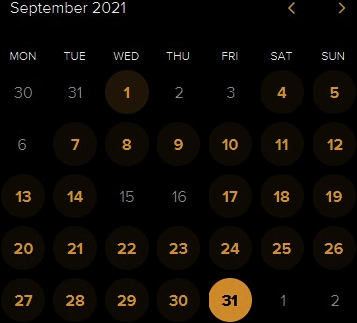 September 2021
MON TUE WED THU FRI SAT SUN
30 31 1 2 3 4 5
6 7 8 9 10 11 12
13 14 15 16 17 18 19
20 21 22 23 24 25 26
27 28 29 30 31 1 2